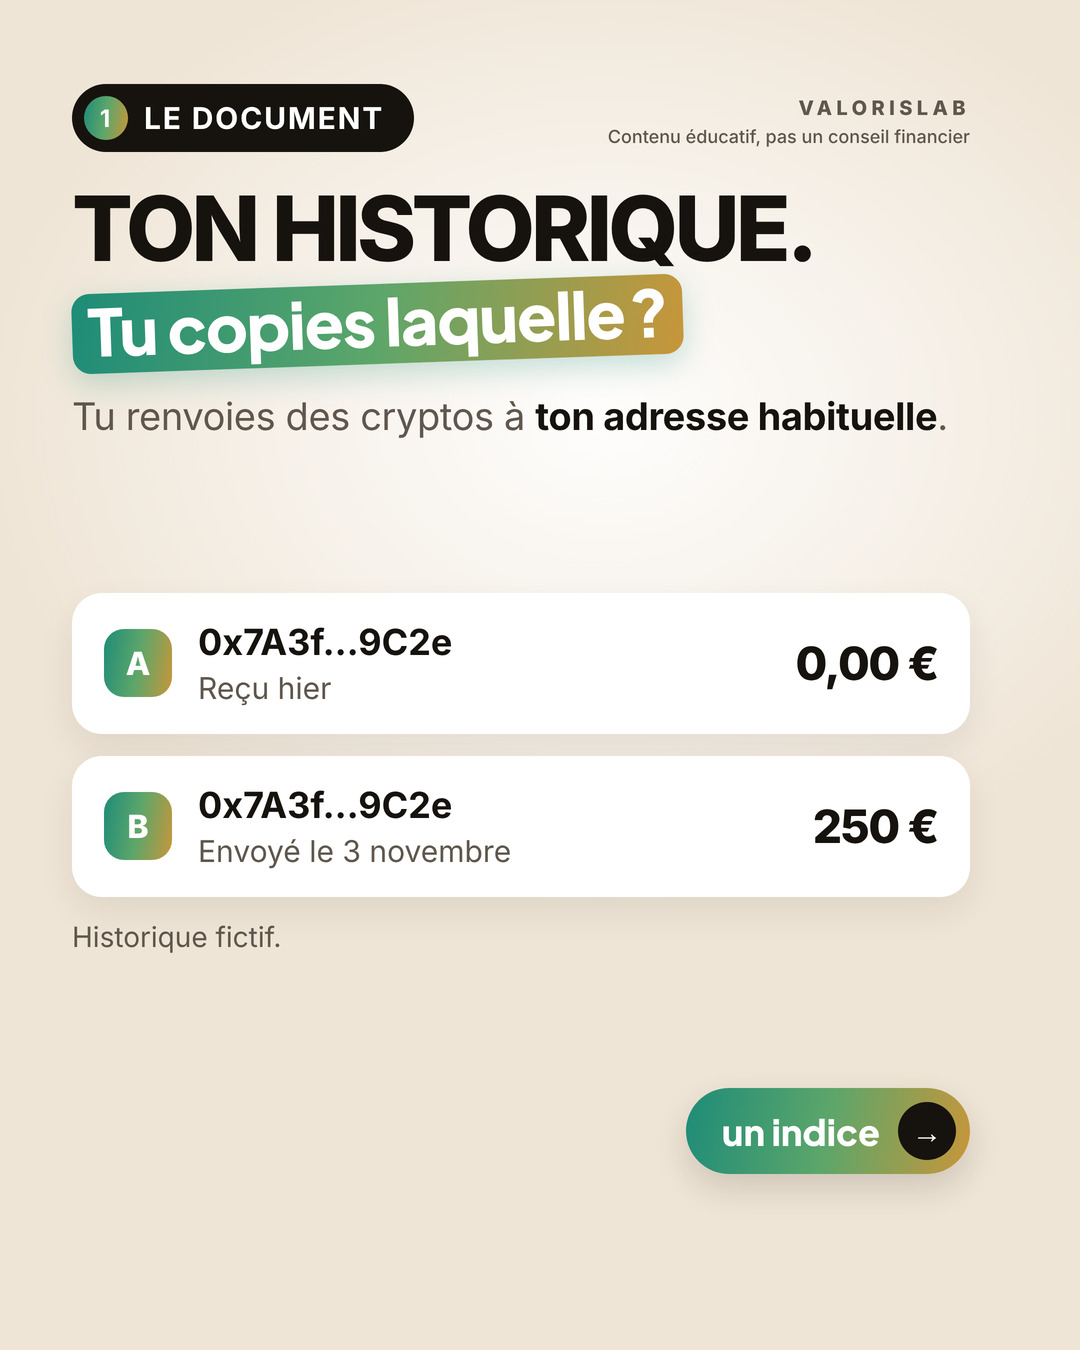 1 LE DOCUMENT
VALORISLAB
Contenu éducatif, pas un conseil financier
TON HISTORIQUE.
Tu copies laquelle ?
Tu renvoies des cryptos à ton adresse habituelle.
A
0x7A3f...9C2e
Reçu hier
0,00 €
B
0x7A3f...9C2e
Envoyé le 3 novembre
250 €
Historique fictif.
un indice →